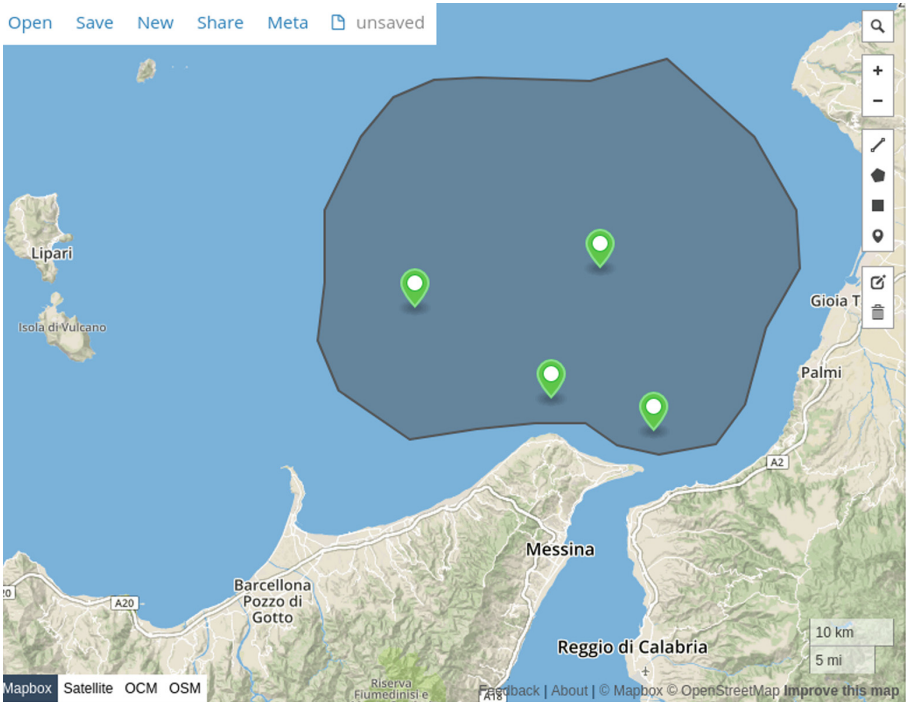 Open Save New Share Meta unsaved
Lipari
Isola di Vulcano
Gioia T
Palmi
A2
Messina
Barcellona
Pozzo di
Gotto
20
A20
Reggio di Calabria
10 km
5 mi
Riserva
Fiumedinisi e
A18
Mapbox Satellite OCM OSM
Feedback | About | © Mapbox © OpenStreetMap Improve this map